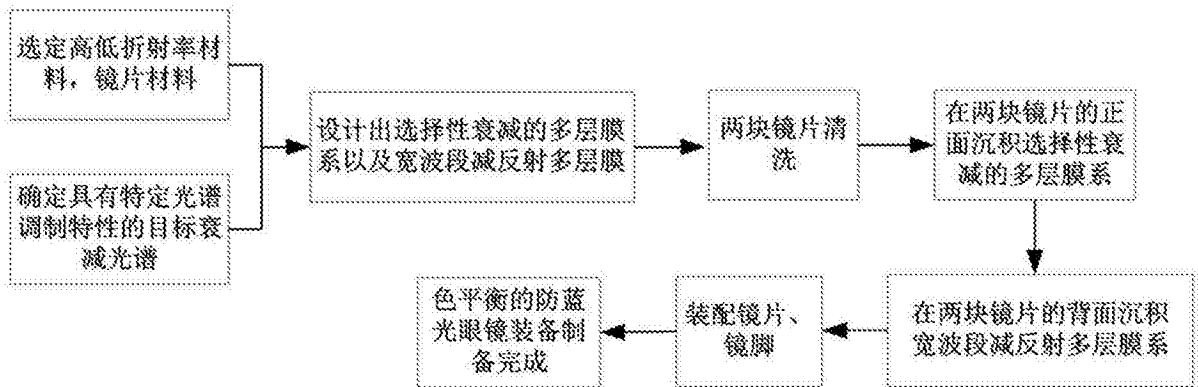 选定高低折射率材
料，镜片材料
确定具有特定光谱
调制特性的目标衰
减光谱
设计出选择性衰减的多层膜
系以及宽波段减反射多层膜
两块镜片清
洗
在两块镜片的正
面沉积选择性衰
减的多层膜系
在两块镜片的背面沉积
宽波段减反射多层膜系
装配镜片、
镜脚
色平衡的防蓝
光眼镜装备制
备完成